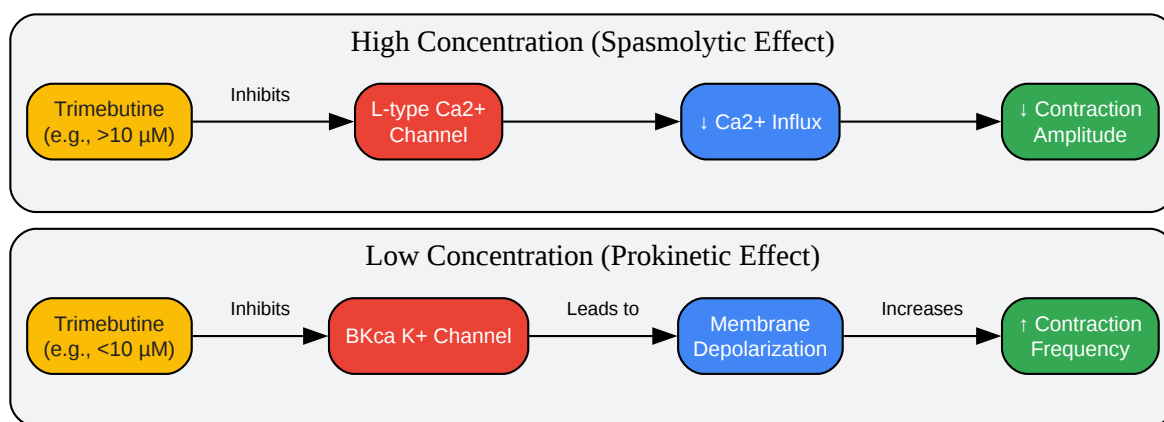 High Concentration (Spasmolytic Effect)
Trimebutine
(e.g., >10 µM)
Inhibits
L-type Ca2+
Channel
↓ Ca2+ Influx
↓ Contraction
Amplitude
Low Concentration (Prokinetic Effect)
Trimebutine
(e.g., <10 µM)
Inhibits
BKca K+ Channel
Leads to
Membrane
Depolarization
Increases
↑ Contraction
Frequency